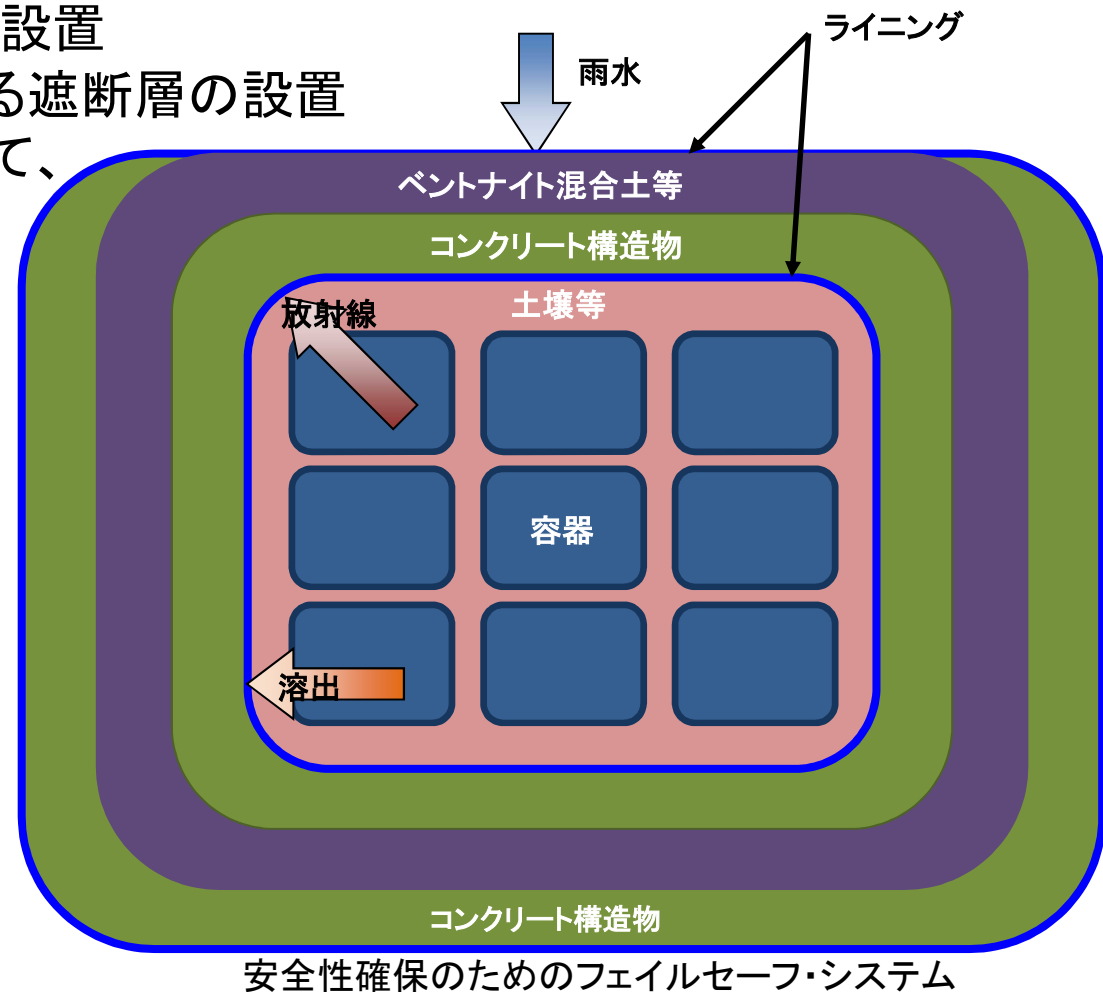 設置
る遮断層の設置
て、
ライニング
雨水
ベントナイト混合土等
コンクリート構造物
土壌等
放射線
容器
溶出
コンクリート構造物
安全性確保のためのフェイルセーフ・システム